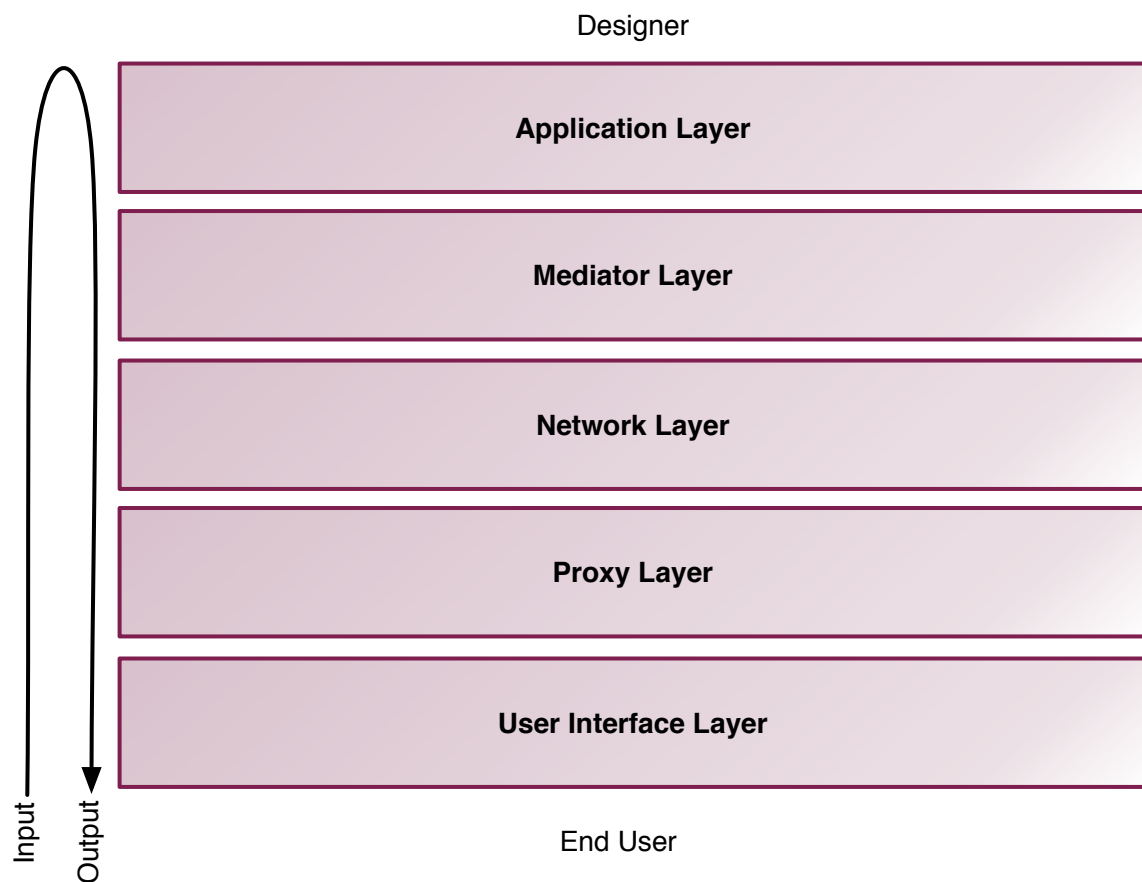 Designer
Application Layer
Mediator Layer
Network Layer
Proxy Layer
User Interface Layer
Input
Output
End User